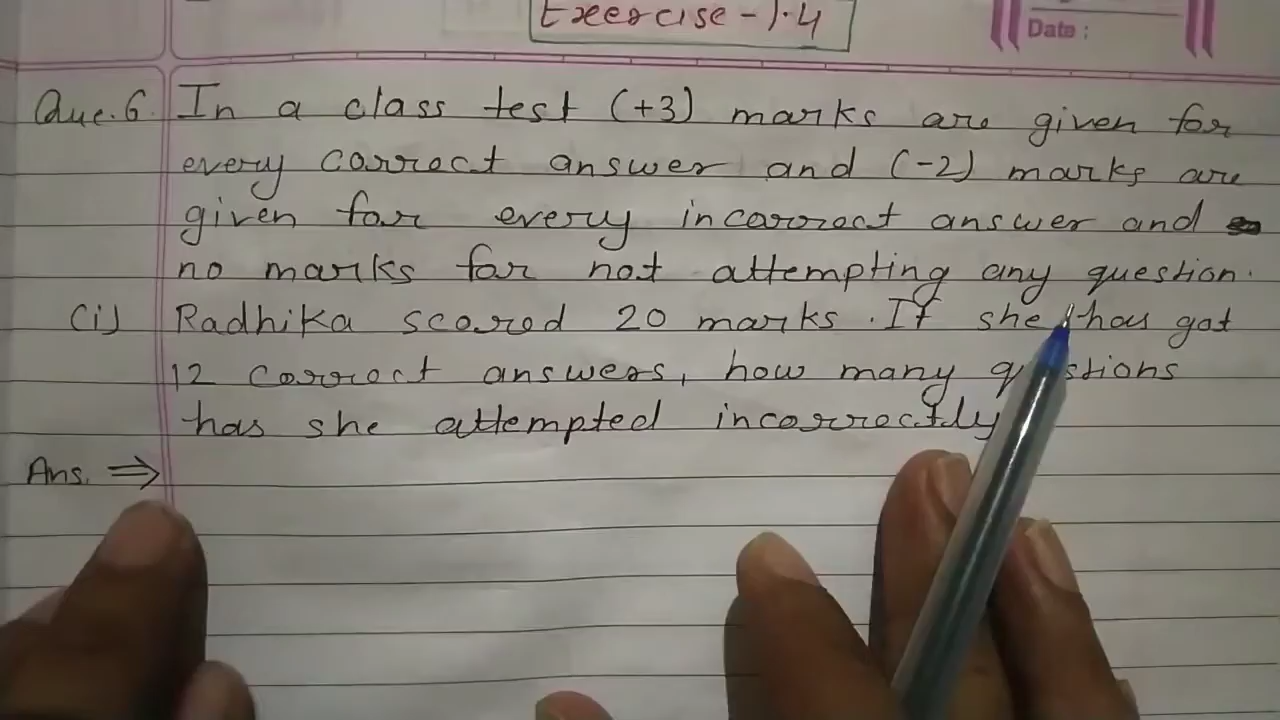 Exercise-1.4
Date :
Que.6. In a class test (+3) marks are given for
every correct answer and (-2) marks are
given for every incorrect answer and
no marks for not attempting any question.
(i) Radhika scored 20 marks. If she has got
12 correct answers, how many questions
has she attempted incorrectly
Ans. ⇒